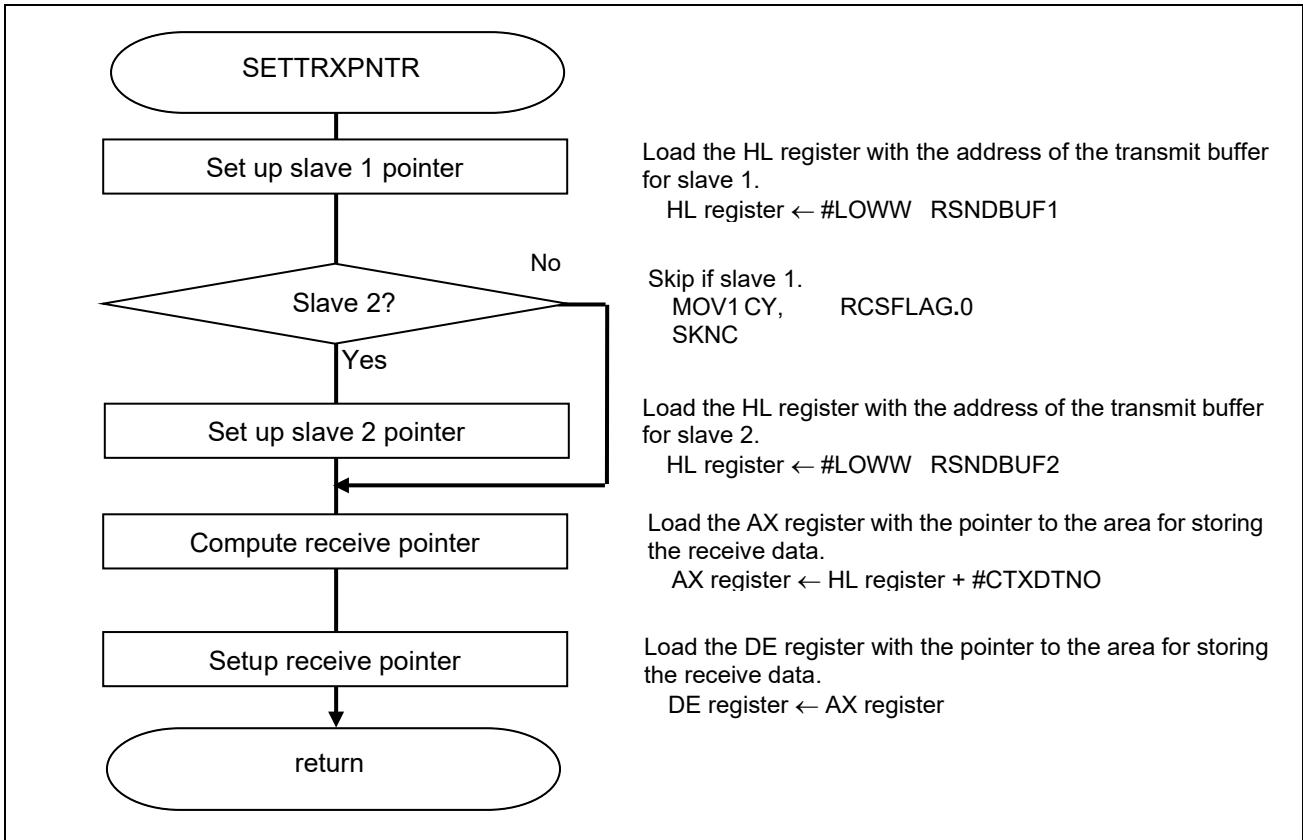 SETTRXPNTR
Set up slave 1 pointer
Load the HL register with the address of the transmit buffer
for slave 1.
HL register ← #LOWW RSNDBUF1
No
Slave 2?
Skip if slave 1.
MOV1 CY, RCSFLAG.0
SKNC
Yes
Set up slave 2 pointer
Load the HL register with the address of the transmit buffer
for slave 2.
HL register ← #LOWW RSNDBUF2
Compute receive pointer
Load the AX register with the pointer to the area for storing
the receive data.
AX register ← HL register + #CTXDTNO
Setup receive pointer
Load the DE register with the pointer to the area for storing
the receive data.
DE register ← AX register
return